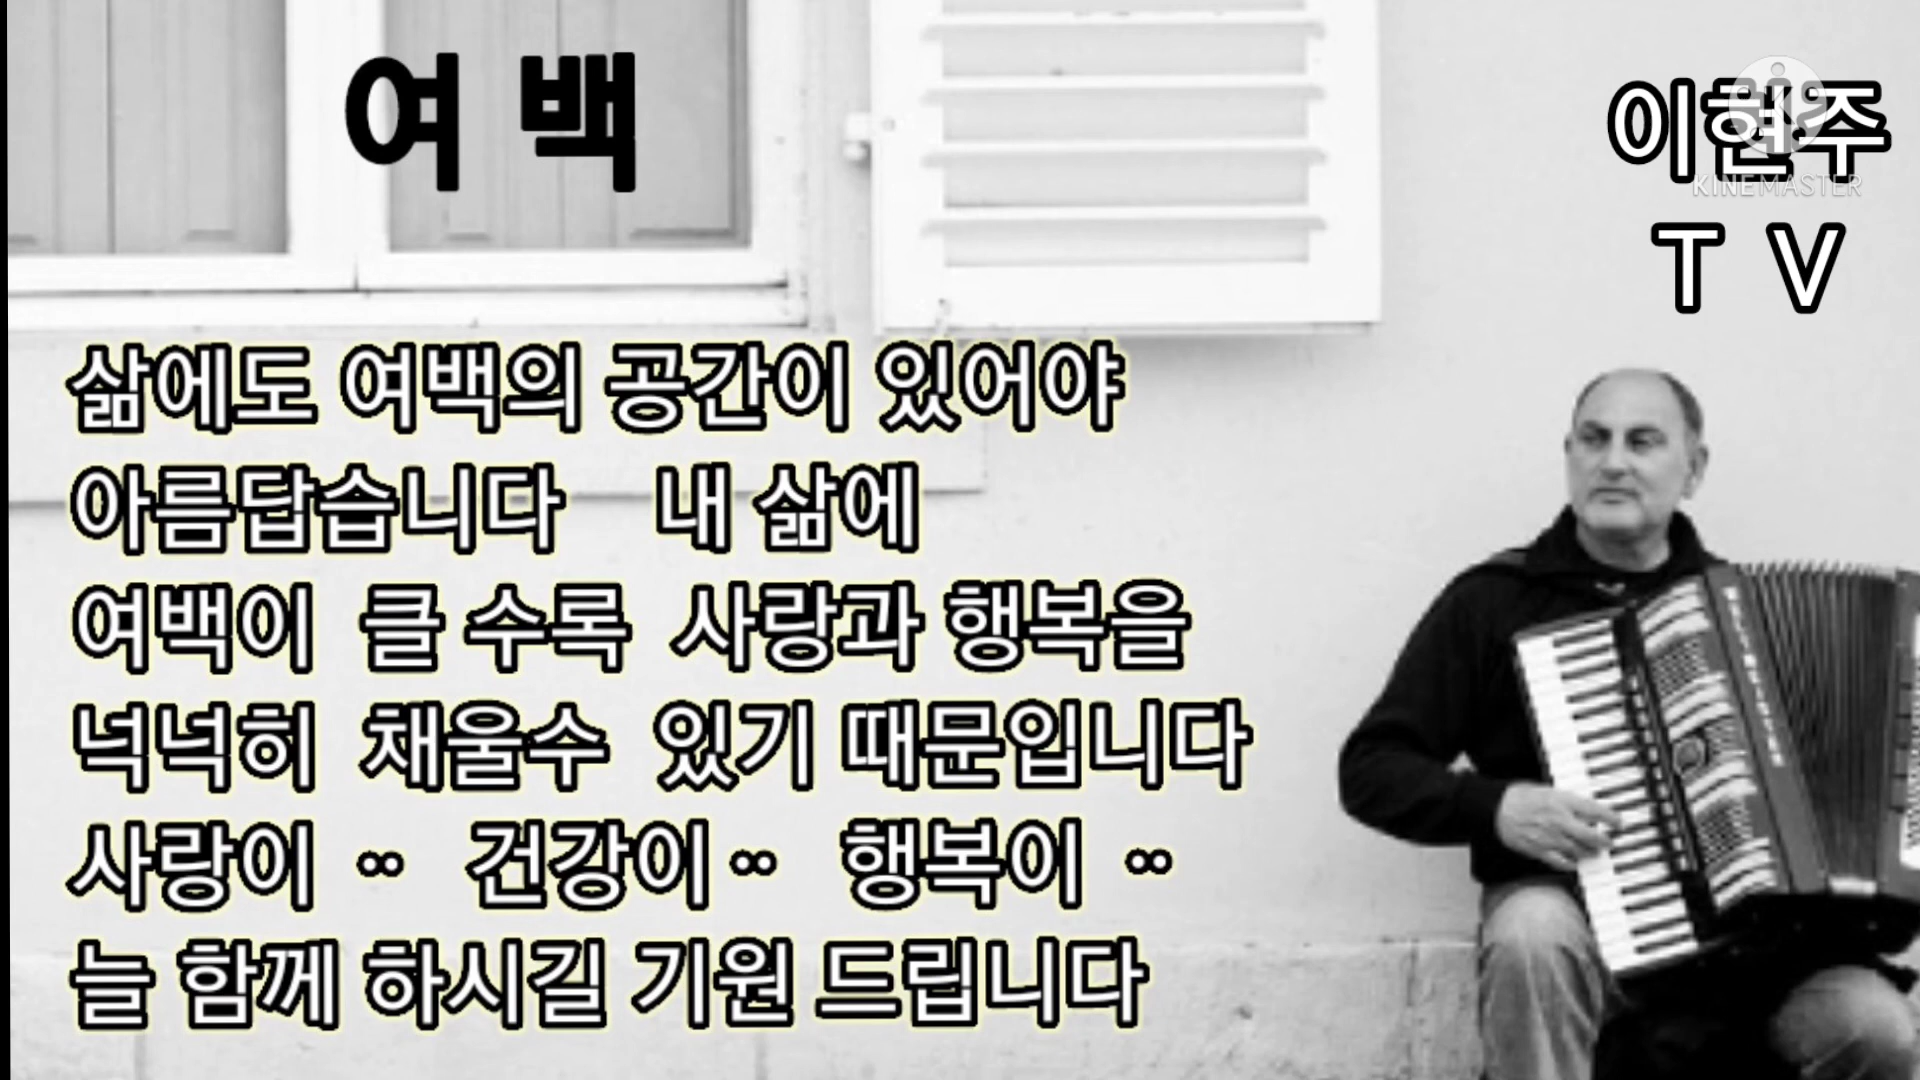 여백
이현주
TV
삶에도 여백의 공간이 있어야
아름답습니다 내 삶에
여백이 클 수록 사랑과 행복을
넉넉히 채울수 있기 때문입니다
사랑이 ·· 건강이 ·· 행복이 ··
늘 함께 하시길 기원 드립니다
KINEMASTER